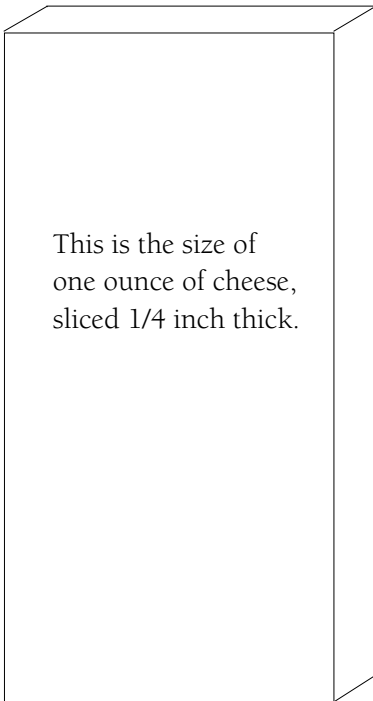 This is the size of
one ounce of cheese,
sliced 1/4 inch thick.